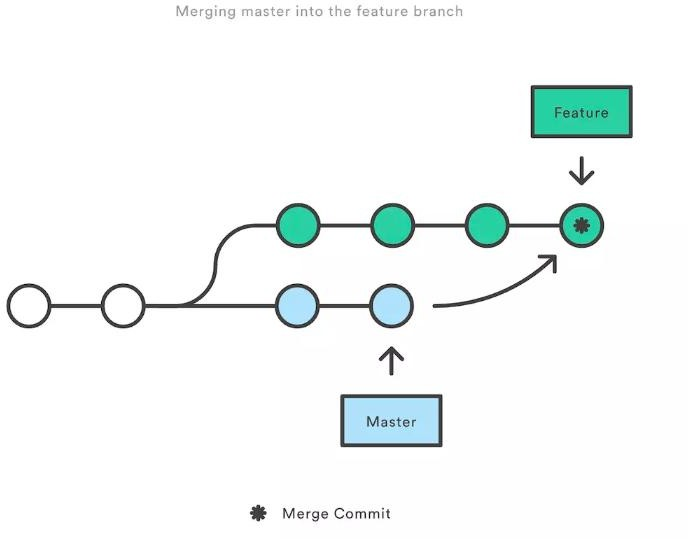 Merging master into the feature branch
Feature
Master
Merge Commit